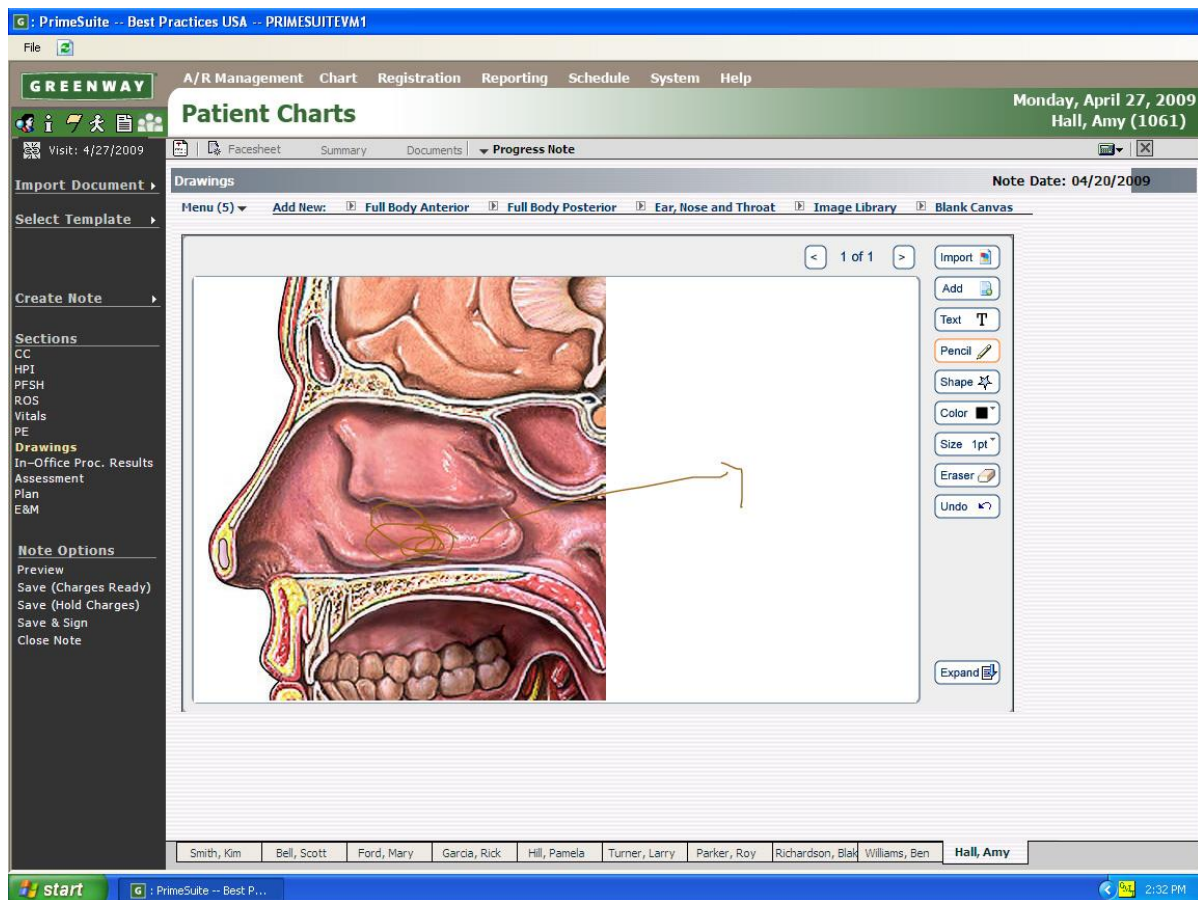 G : PrimeSuite -- Best Practices USA -- PRIMESUITEVM1
File
GREENWAY
A/R Management Chart Registration Reporting Schedule System Help
Patient Charts
Monday, April 27, 2009
Hall, Amy (1061)
Visit: 4/27/2009
Facesheet Summary Documents Progress Note
Import Document
Drawings Note Date: 04/20/2009
Menu (5) Add New: Full Body Anterior Full Body Posterior Ear, Nose and Throat Image Library Blank Canvas
Select Template
< 1 of 1 >
Import
Add
Text T
Pencil
Shape
Color
Size 1pt
Eraser
Undo
Expand
Create Note
Sections
CC
HPI
PFSH
ROS
Vitals
PE
Drawings
In-Office Proc. Results
Assessment
Plan
E&M
Note Options
Preview
Save (Charges Ready)
Save (Hold Charges)
Save & Sign
Close Note
Smith, Kim Bell, Scott Ford, Mary Garcia, Rick Hill, Pamela Turner, Larry Parker, Roy Richardson, Blak Williams, Ben Hall, Amy
start G : PrimeSuite -- Best P... 2:32 PM